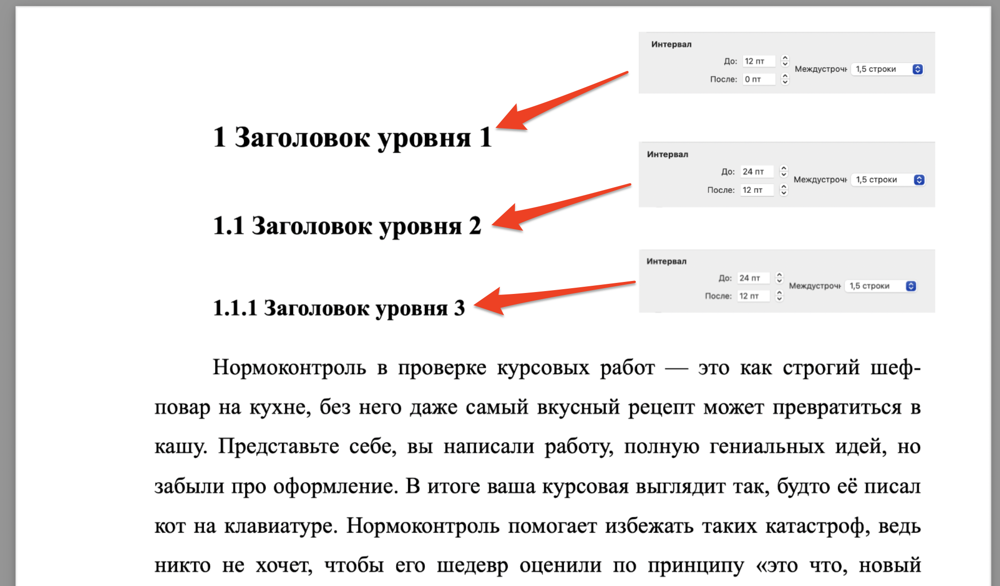 Интервал
До: 12 пт
После: 0 пт
Междустрочн 1,5 строки
1 Заголовок уровня 1
Интервал
До: 24 пт
После: 12 пт
Междустрочн 1,5 строки
1.1 Заголовок уровня 2
Интервал
До: 24 пт
После: 12 пт
Междустрочн 1,5 строки
1.1.1 Заголовок уровня 3
Нормоконтроль в проверке курсовых работ — это как строгий шеф-
повар на кухне, без него даже самый вкусный рецепт может превратиться в
кашу. Представьте себе, вы написали работу, полную гениальных идей, но
забыли про оформление. В итоге ваша курсовая выглядит так, будто её писал
кот на клавиатуре. Нормоконтроль помогает избежать таких катастроф, ведь
никто не хочет, чтобы его шедевр оценили по принципу «это что, новый